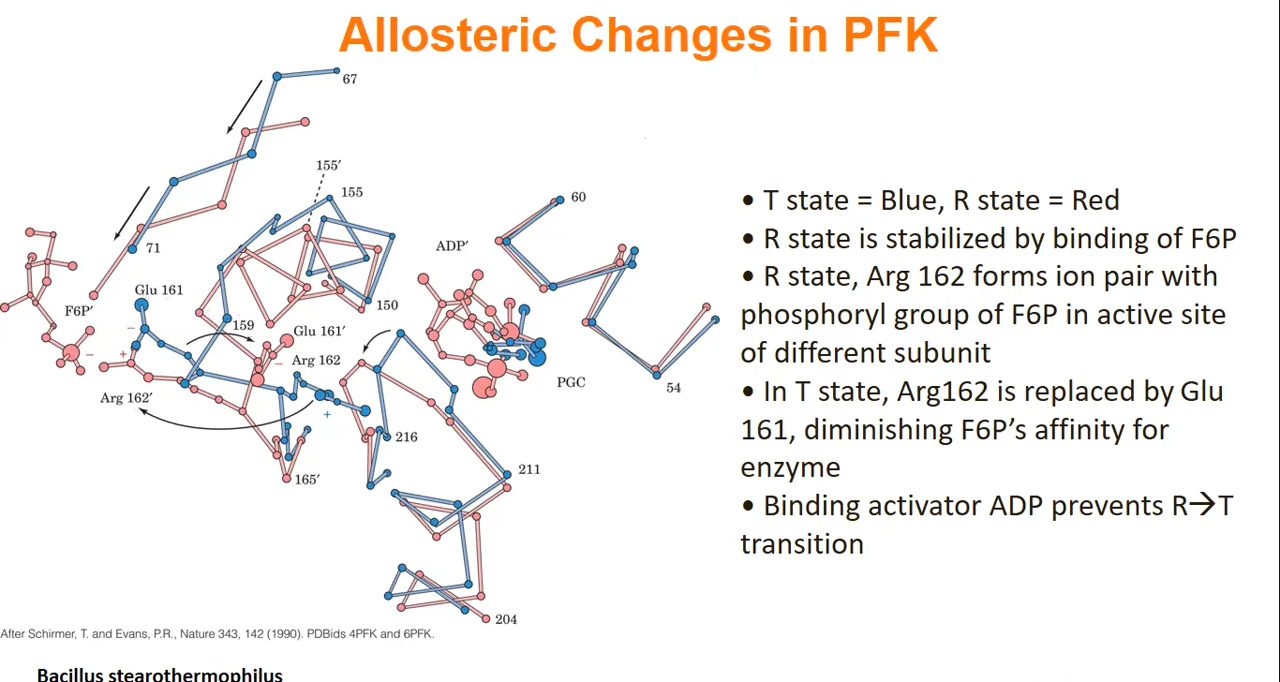 Allosteric Changes in PFK
67
155′
155
60
ADP′
71
Glu 161
F6P′
150
159
Glu 161′
−
−
+
−
Arg 162
PGC
54
Arg 162′
+
216
211
165′
204
After Schirmer, T. and Evans, P.R., Nature 343, 142 (1990). PDBids 4PFK and 6PFK.
Bacillus stearothermophilus
• T state = Blue, R state = Red
• R state is stabilized by binding of F6P
• R state, Arg 162 forms ion pair with
phosphoryl group of F6P in active site
of different subunit
• In T state, Arg162 is replaced by Glu
161, diminishing F6P’s affinity for
enzyme
• Binding activator ADP prevents R→T
transition